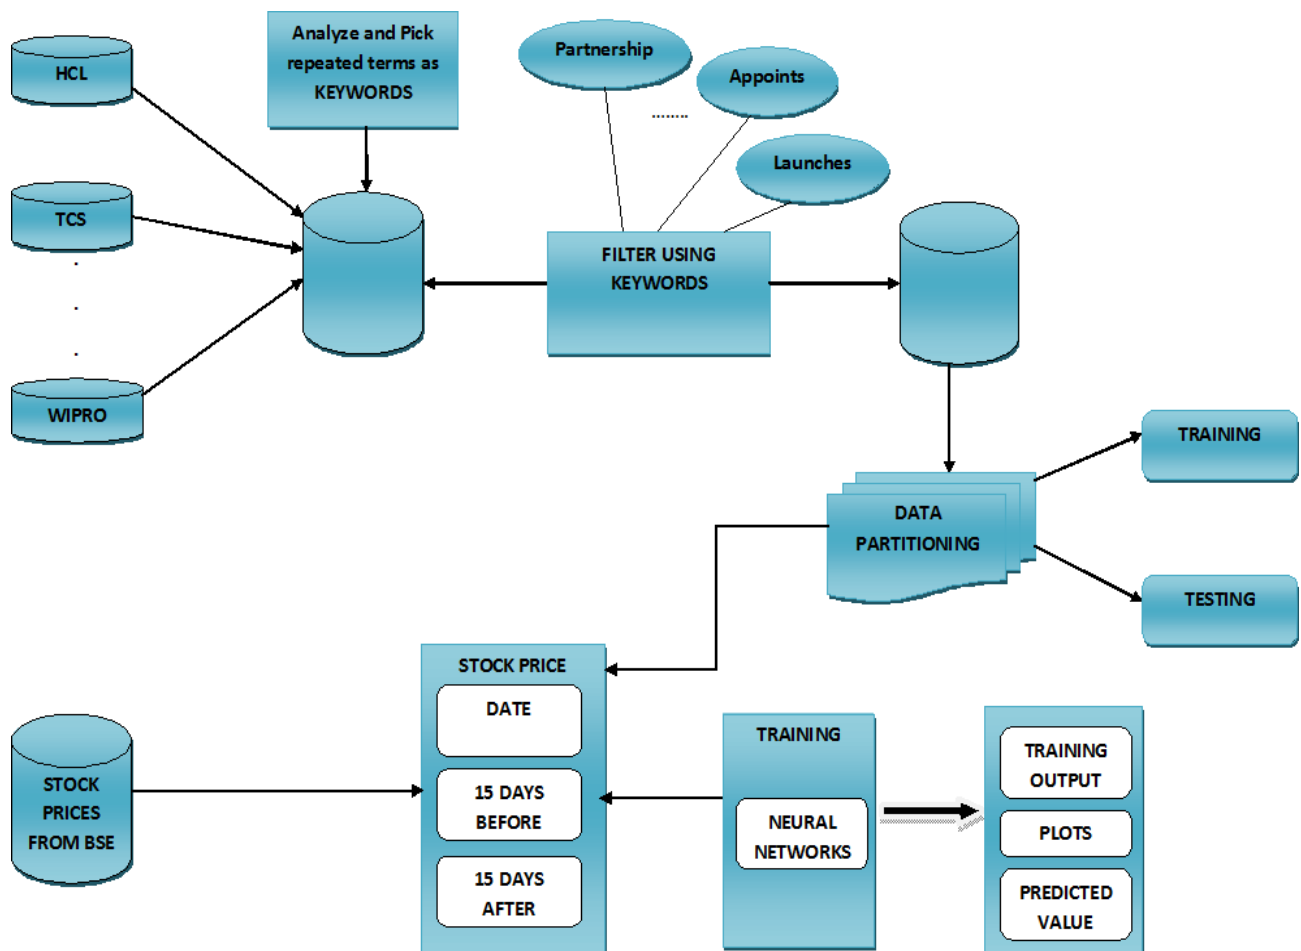 HCL
Analyze and Pick
repeated terms as
KEYWORDS
Partnership
Appoints
........
Launches
TCS
.
.
.
WIPRO
FILTER USING
KEYWORDS
TRAINING
DATA
PARTITIONING
TESTING
STOCK PRICE
DATE
15 DAYS
BEFORE
15 DAYS
AFTER
STOCK
PRICES
FROM BSE
TRAINING
NEURAL
NETWORKS
TRAINING
OUTPUT
PLOTS
PREDICTED
VALUE